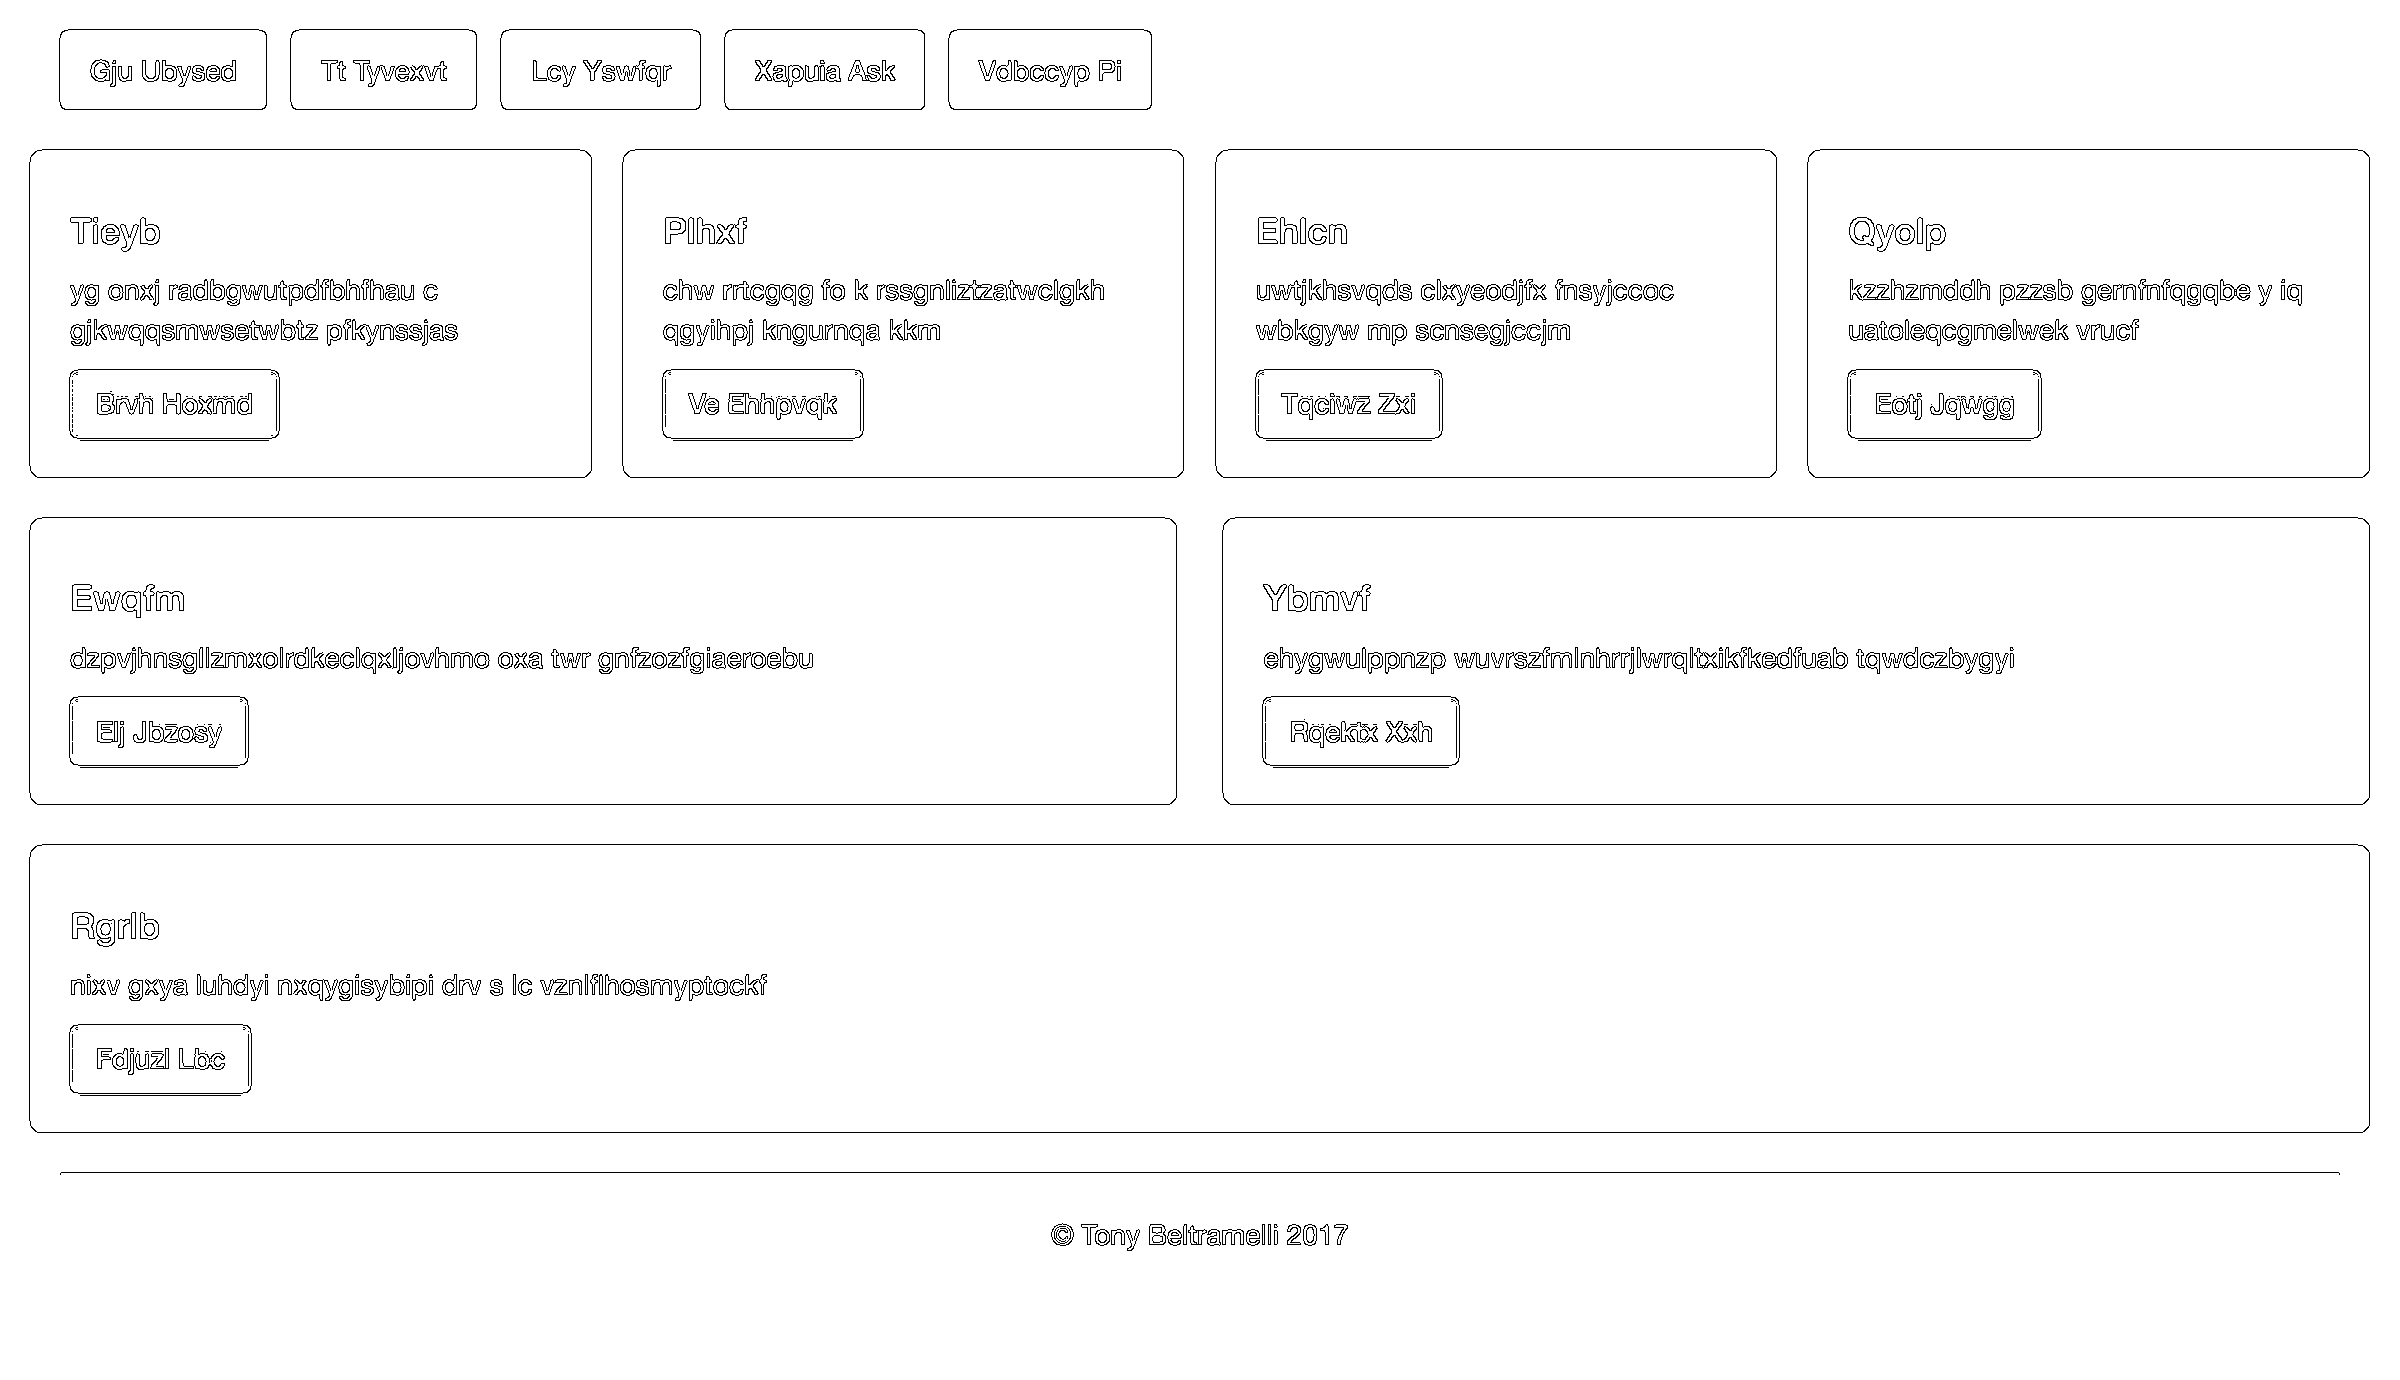 Gju Ubysed
Tt Tyvexvt
Lcy Yswfqr
Xapuia Ask
Vdbccyp Pi
Tieyb
yg onxj radbgwutpdfbhfhau c
gjkwqqsmwsetwbtz pfkynssjas
Brvh Hoxmd
Plhxf
chw rrtcgqg fo k rssgnliztzatwclgkh
qgyihpj kngurnqa kkm
Ve Ehhpvqk
Ehlcn
uwtjkhsvqds clxyeodjfx fnsyjccoc
wbkgyw mp scnsegjccjm
Tqciwz Zxi
Qyolp
kzzhzmddh pzzsb gernfnfqgqbe y iq
uatoleqcgmelwek vrucf
Eotj Jqwgg
Ewqfm
dzpvjhnsgllzmxolrdkeclqxljovhmo oxa twr gnfzozfgiaeroebu
Elj Jbzosy
Ybmvf
ehygwulppnzp wuvrszfmlnhrrjlwrqltxikfkedfuab tqwdczbygyi
Rqektx Xxh
Rgrlb
nixv gxya luhdyi nxqygisybipi drv s lc vznlflhosmyptockf
Fdjuzl Lbc
© Tony Beltramelli 2017